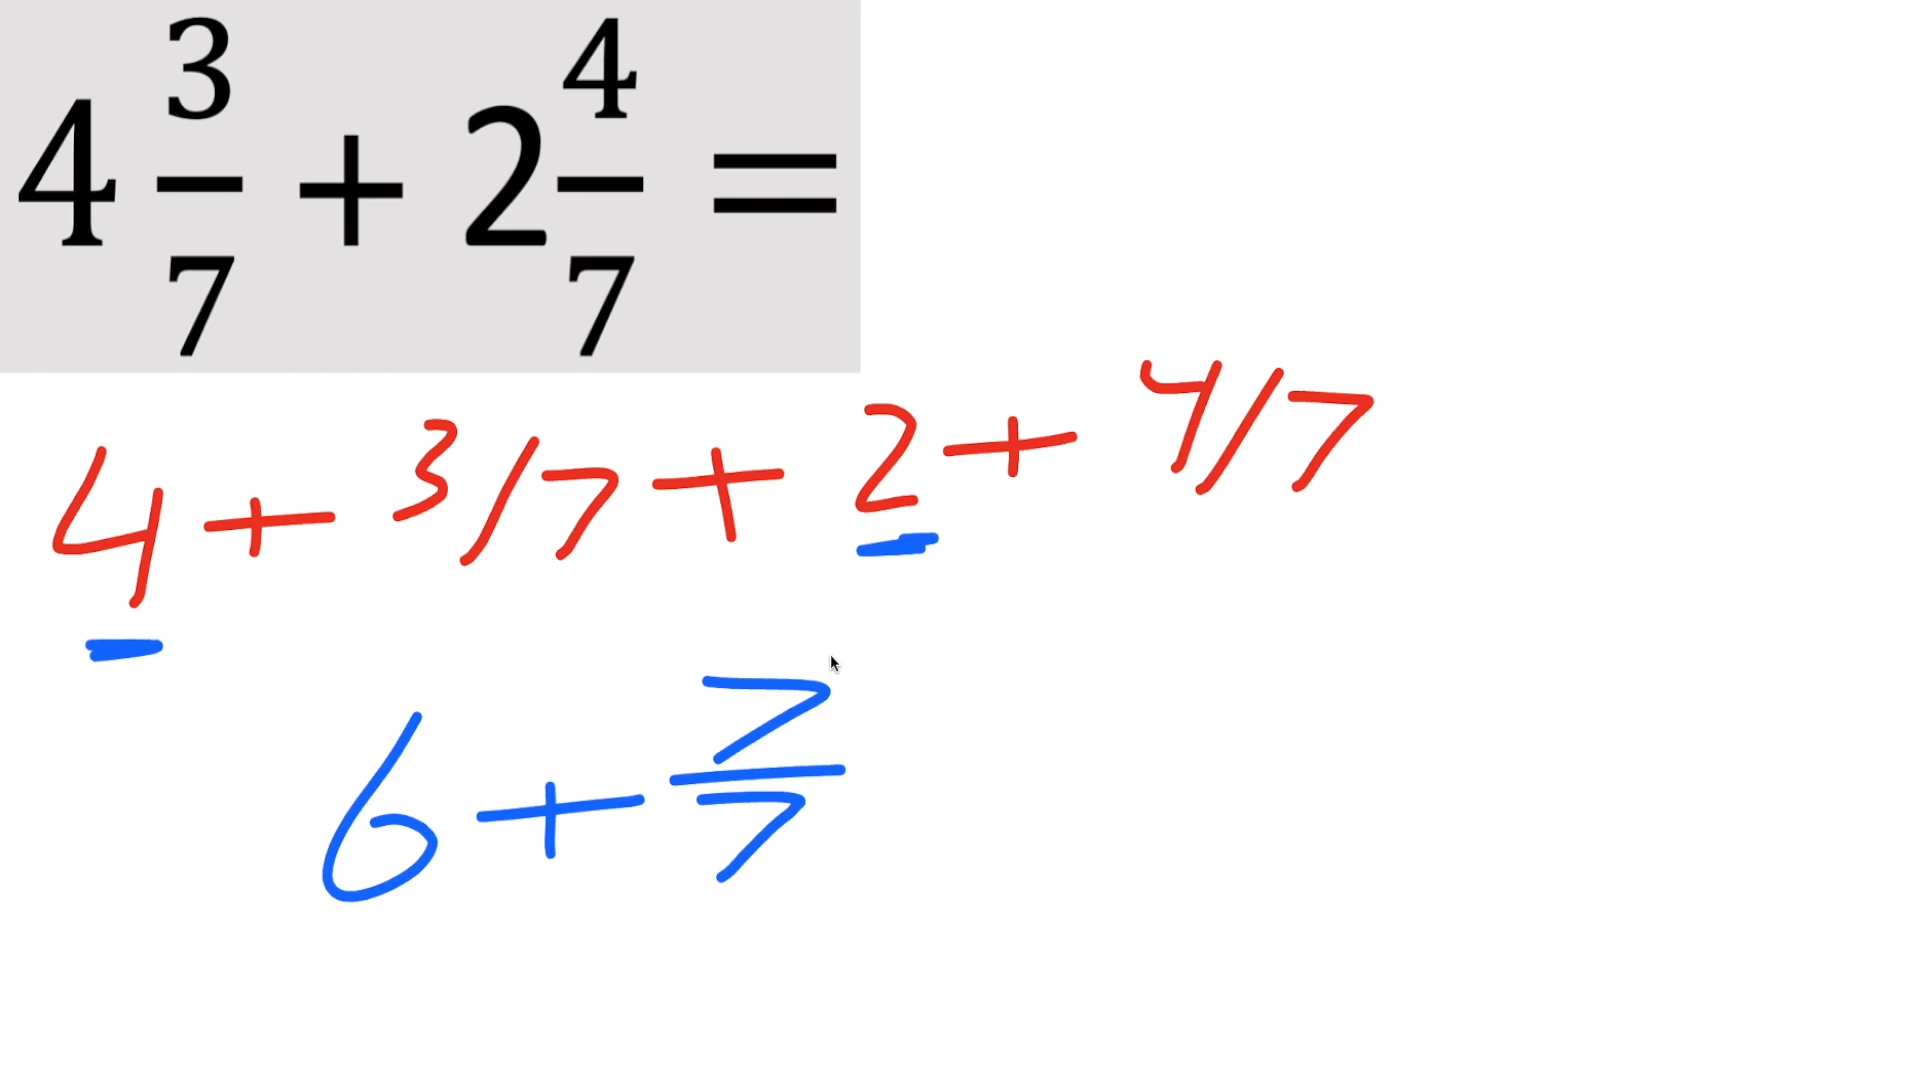 4 3/7 + 2 4/7 =
4 + 3/7 + 2 + 4/7
6 + 7/7